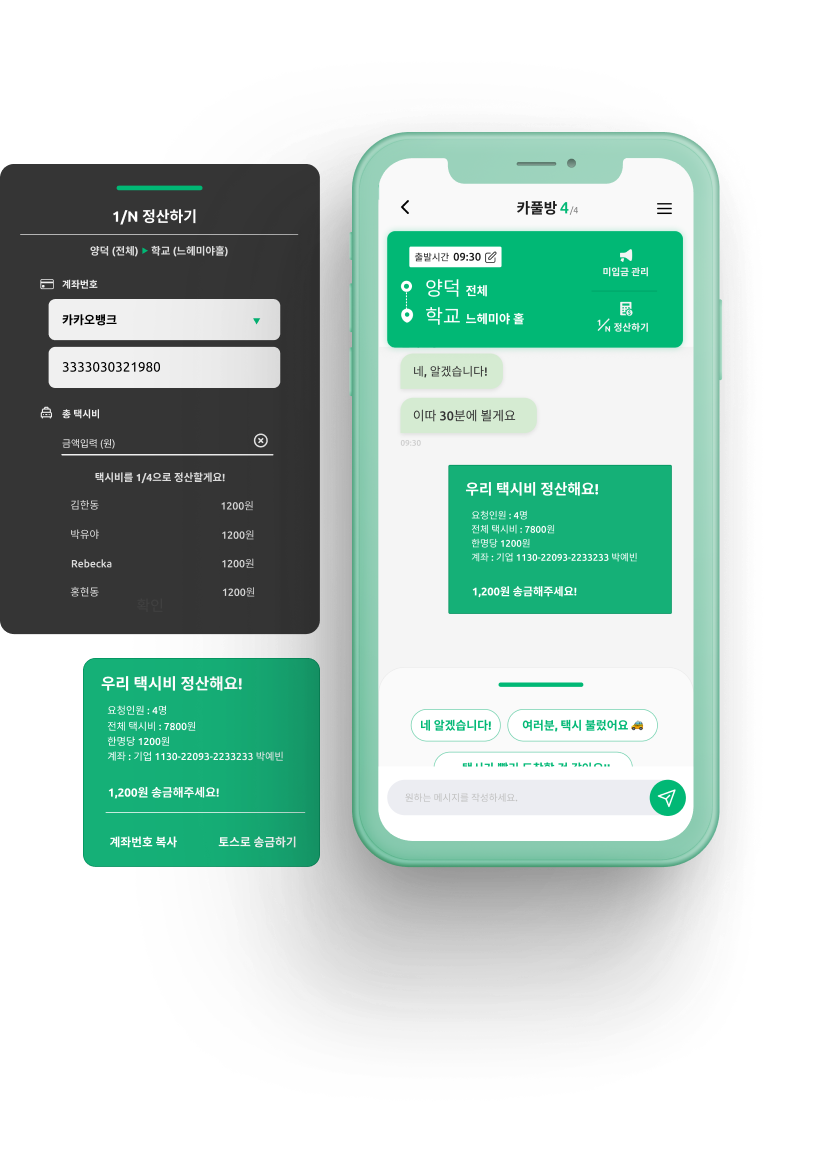 1/N 정산하기
양덕 (전체) ▶ 학교 (느헤미야홀)
계좌번호
카카오뱅크
3333030321980
총 택시비
금액입력 (원)
택시비를 1/4으로 정산할게요!
김한동 1200원
박유야 1200원
Rebecka 1200원
홍현동 1200원
확인
우리 택시비 정산해요!
요청인원 : 4명
전체 택시비 : 7800원
한명당 1200원
계좌 : 기업 1130-22093-2233233 박예빈
1,200원 송금해주세요!
계좌번호 복사 토스로 송금하기
카풀방 4/4
출발시간 09:30
양덕 전체
학교 느헤미야 홀
미입금 관리
1/N 정산하기
네, 알겠습니다!
이따 30분에 뵐게요
09:30
우리 택시비 정산해요!
요청인원 : 4명
전체 택시비 : 7800원
한명당 1200원
계좌 : 기업 1130-22093-2233233 박예빈
1,200원 송금해주세요!
네 알겠습니다! 여러분, 택시 불렀어요 🚕
택시가 빨리 도착할 것 같아요!!
원하는 메시지를 작성하세요.